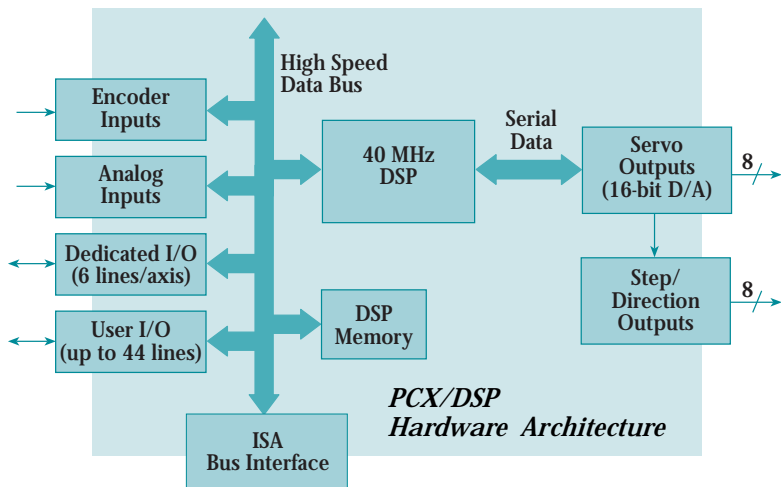 High Speed
Data Bus
Encoder
Inputs
Analog
Inputs
Dedicated I/O
(6 lines/axis)
User I/O
(up to 44 lines)
40 MHz
DSP
Serial
Data
Servo
Outputs
(16-bit D/A)
8
Step/
Direction
Outputs
8
DSP
Memory
ISA
Bus Interface
PCX/DSP
Hardware Architecture